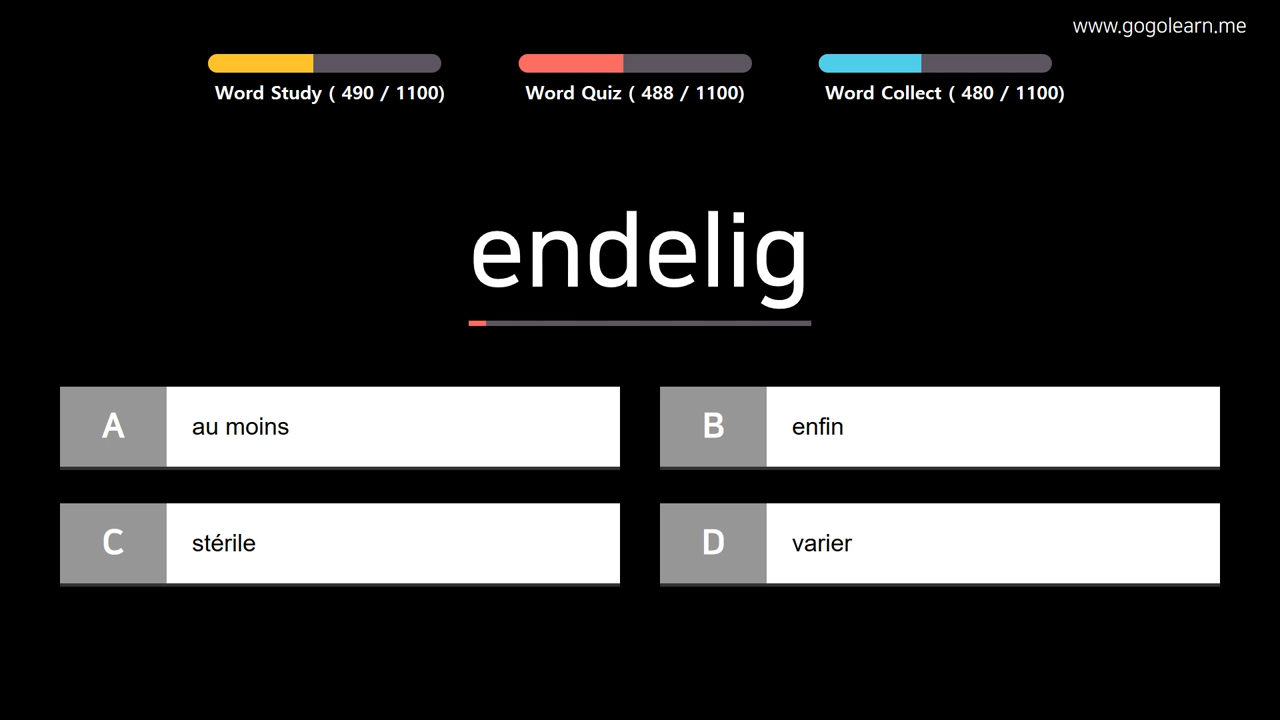 www.gogolearn.me
Word Study ( 490 / 1100)
Word Quiz ( 488 / 1100)
Word Collect ( 480 / 1100)
endelig
A
au moins
B
enfin
C
stérile
D
varier